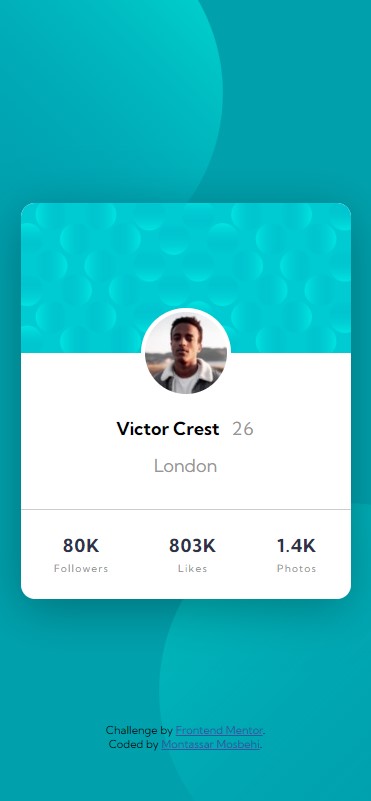 Victor Crest 26
London
80K 803K 1.4K
Followers Likes Photos
Challenge by Frontend Mentor.
Coded by Montassar Mosbehi.